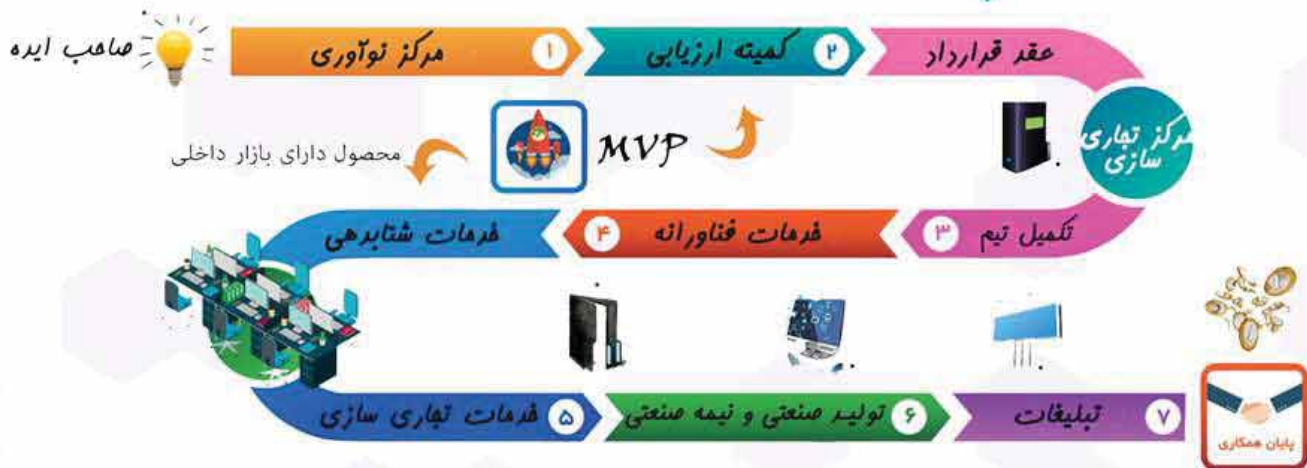 صاحب ایده
مرکز نوآوری
۱
کمیته ارزیابی
۲
عقد قرارداد
مرکز تجاری
سازی
MVP
محصول دارای بازار داخلی
تکمیل تیم
۳
خدمات فناورانه
۴
خدمات شتابدهی
خدمات تجاری سازی
۵
تولید صنعتی و نیمه صنعتی
۶
تبلیغات
۷
پایان همکاری